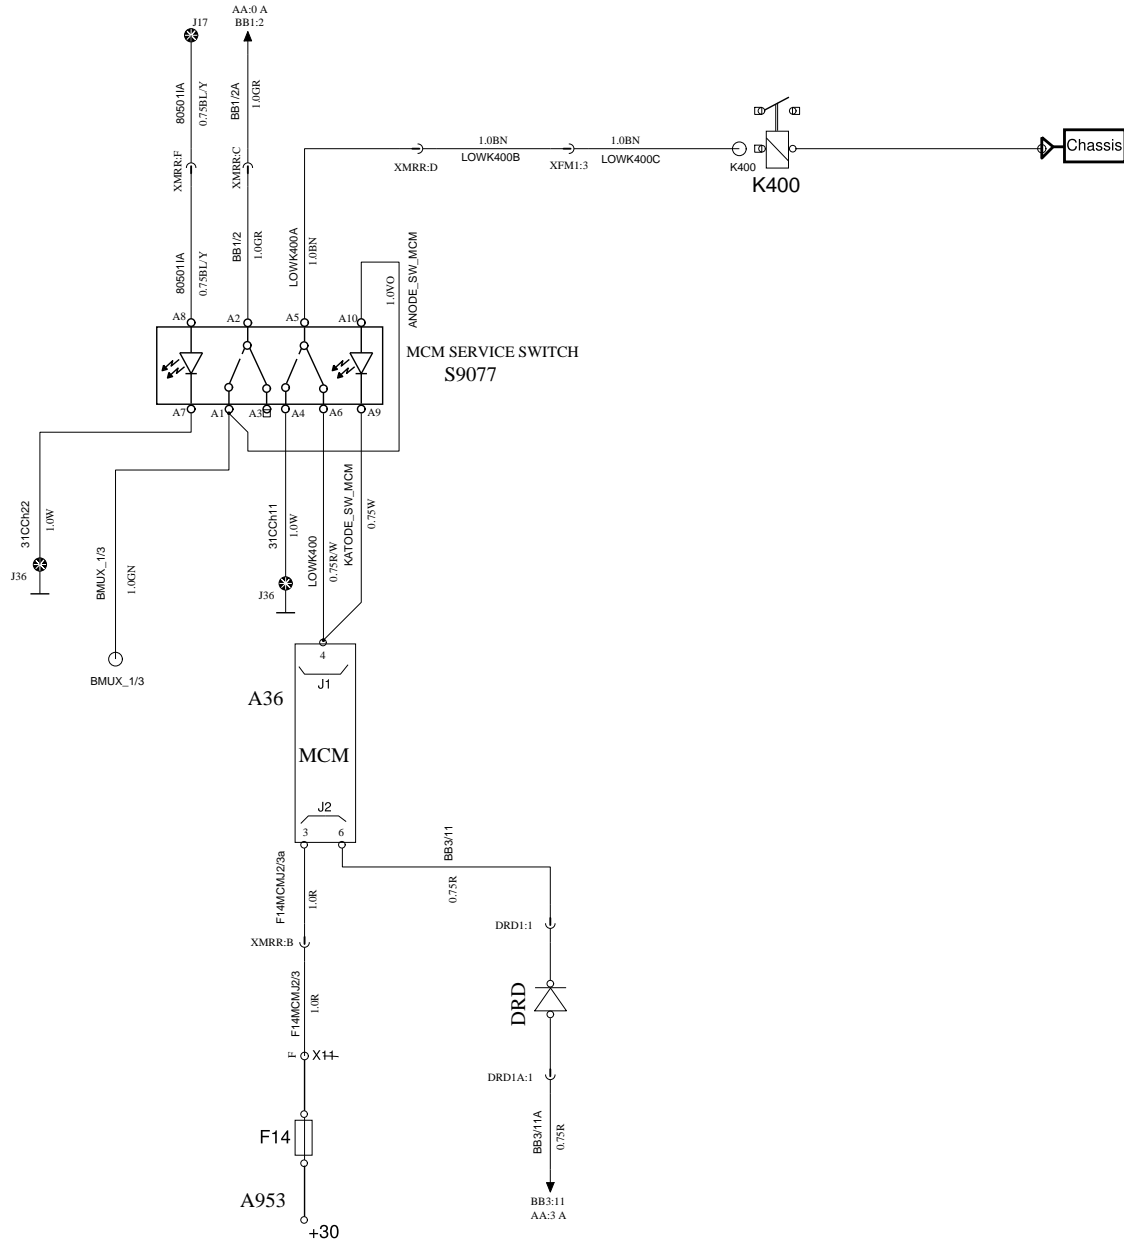 J17
AA:0 A
BB1:2
80501IA
0.75BL/Y
BB1/2A
1.0GR
XMRR:F
XMRR:C
1.0BN
LOWK400B
XMRR:D
XFM1:3
1.0BN
LOWK400C
K400
K400
Chassis
80501IA
0.75BL/Y
BB1/2
1.0GR
LOWK400A
1.0BN
1.0VO
ANODE_SW_MCM
A8
A2
A5
A10
MCM SERVICE SWITCH
S9077
A7
A1
A3
A4
A6
A9
31CCh22
1.0W
J36
BMUX_1/3
1.0GN
BMUX_1/3
31CCh11
1.0W
J36
LOWK400
0.75R/W
KATODE_SW_MCM
0.75W
4
J1
A36
MCM
J2
3
6
F14MCMJ2/3a
1.0R
BB3/11
0.75R
XMRR:B
DRD1:1
F14MCMJ2/3
1.0R
DRD
F
X11
DRD1A:1
F14
BB3/11A
0.75R
A953
+30
BB3:11
AA:3 A